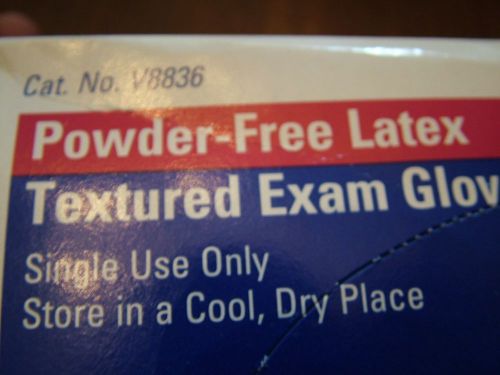 Cat. No. V8836
Powder-Free Latex
Textured Exam Glov
Single Use Only
Store in a Cool, Dry Place